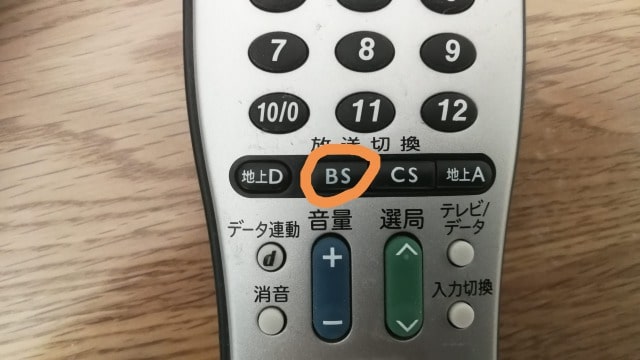 7 8 9
10/0 11 12
放送切換
地上D BS CS 地上A
データ連動 音量 選局 テレビ/
データ
d + 
消音 入力切換
−